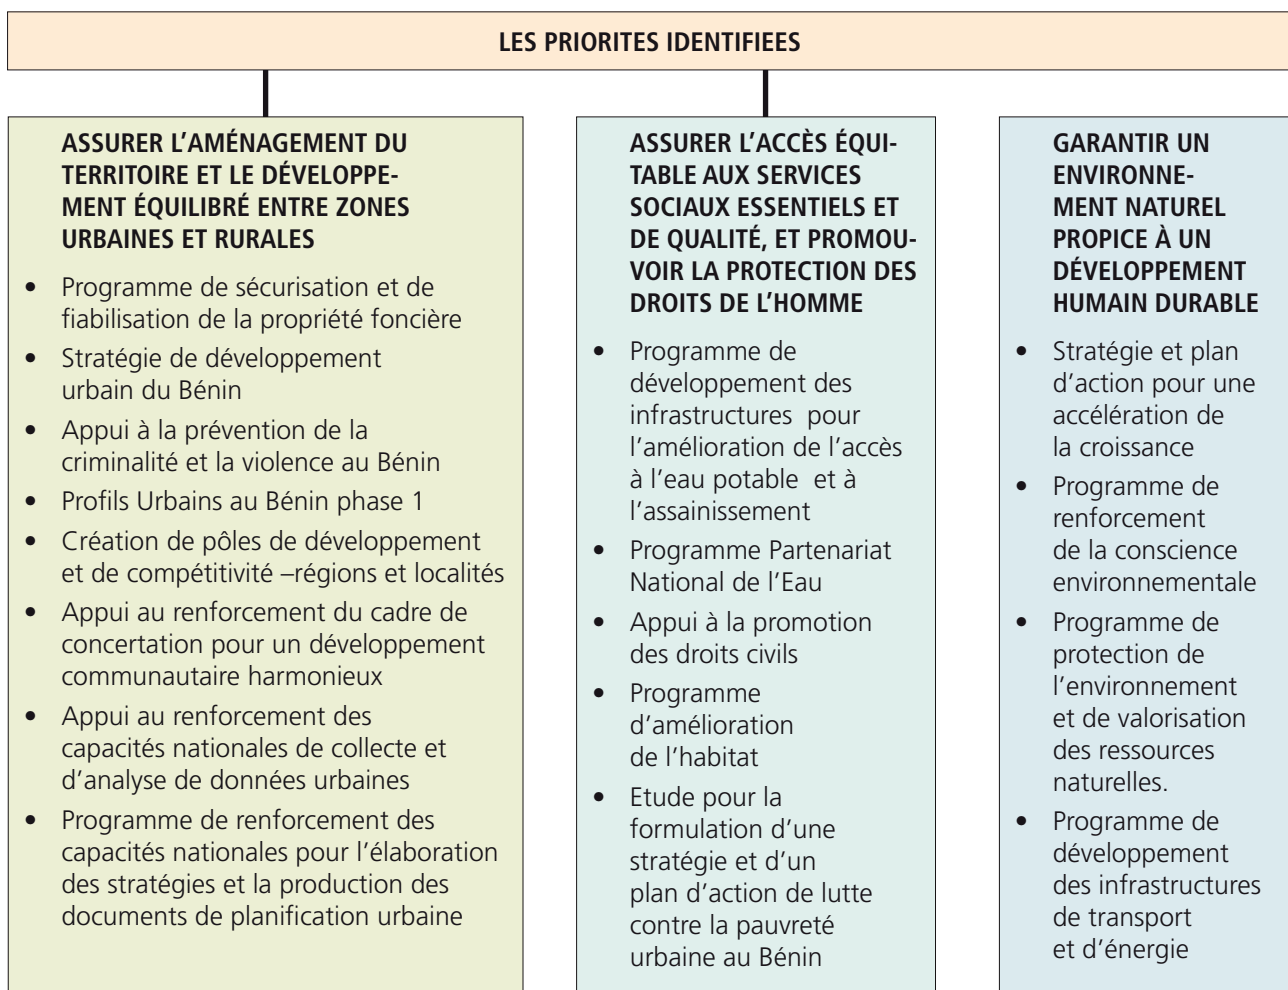 LES PRIORITES IDENTIFIEES
ASSURER L'AMÉNAGEMENT DU
TERRITOIRE ET LE DÉVELOPPE-
MENT ÉQUILIBRÉ ENTRE ZONES
URBAINES ET RURALES
• Programme de sécurisation et de
fiabilisation de la propriété foncière
• Stratégie de développement
urbain du Bénin
• Appui à la prévention de la
criminalité et la violence au Bénin
• Profils Urbains au Bénin phase 1
• Création de pôles de développement
et de compétitivité –régions et localités
• Appui au renforcement du cadre de
concertation pour un développement
communautaire harmonieux
• Appui au renforcement des
capacités nationales de collecte et
d'analyse de données urbaines
• Programme de renforcement des
capacités nationales pour l'élaboration
des stratégies et la production des
documents de planification urbaine
ASSURER L'ACCÈS ÉQUI-
TABLE AUX SERVICES
SOCIAUX ESSENTIELS ET
DE QUALITÉ, ET PROMOU-
VOIR LA PROTECTION DES
DROITS DE L'HOMME
• Programme de
développement des
infrastructures pour
l'amélioration de l'accès
à l'eau potable et à
l'assainissement
• Programme Partenariat
National de l'Eau
• Appui à la promotion
des droits civils
• Programme
d'amélioration
de l'habitat
• Etude pour la
formulation d'une
stratégie et d'un
plan d'action de lutte
contre la pauvreté
urbaine au Bénin
GARANTIR UN
ENVIRONNE-
MENT NATUREL
PROPICE À UN
DÉVELOPPEMENT
HUMAIN DURABLE
• Stratégie et plan
d'action pour une
accélération de
la croissance
• Programme de
renforcement
de la conscience
environnementale
• Programme de
protection de
l'environnement
et de valorisation
des ressources
naturelles.
• Programme de
développement
des infrastructures
de transport
et d'énergie